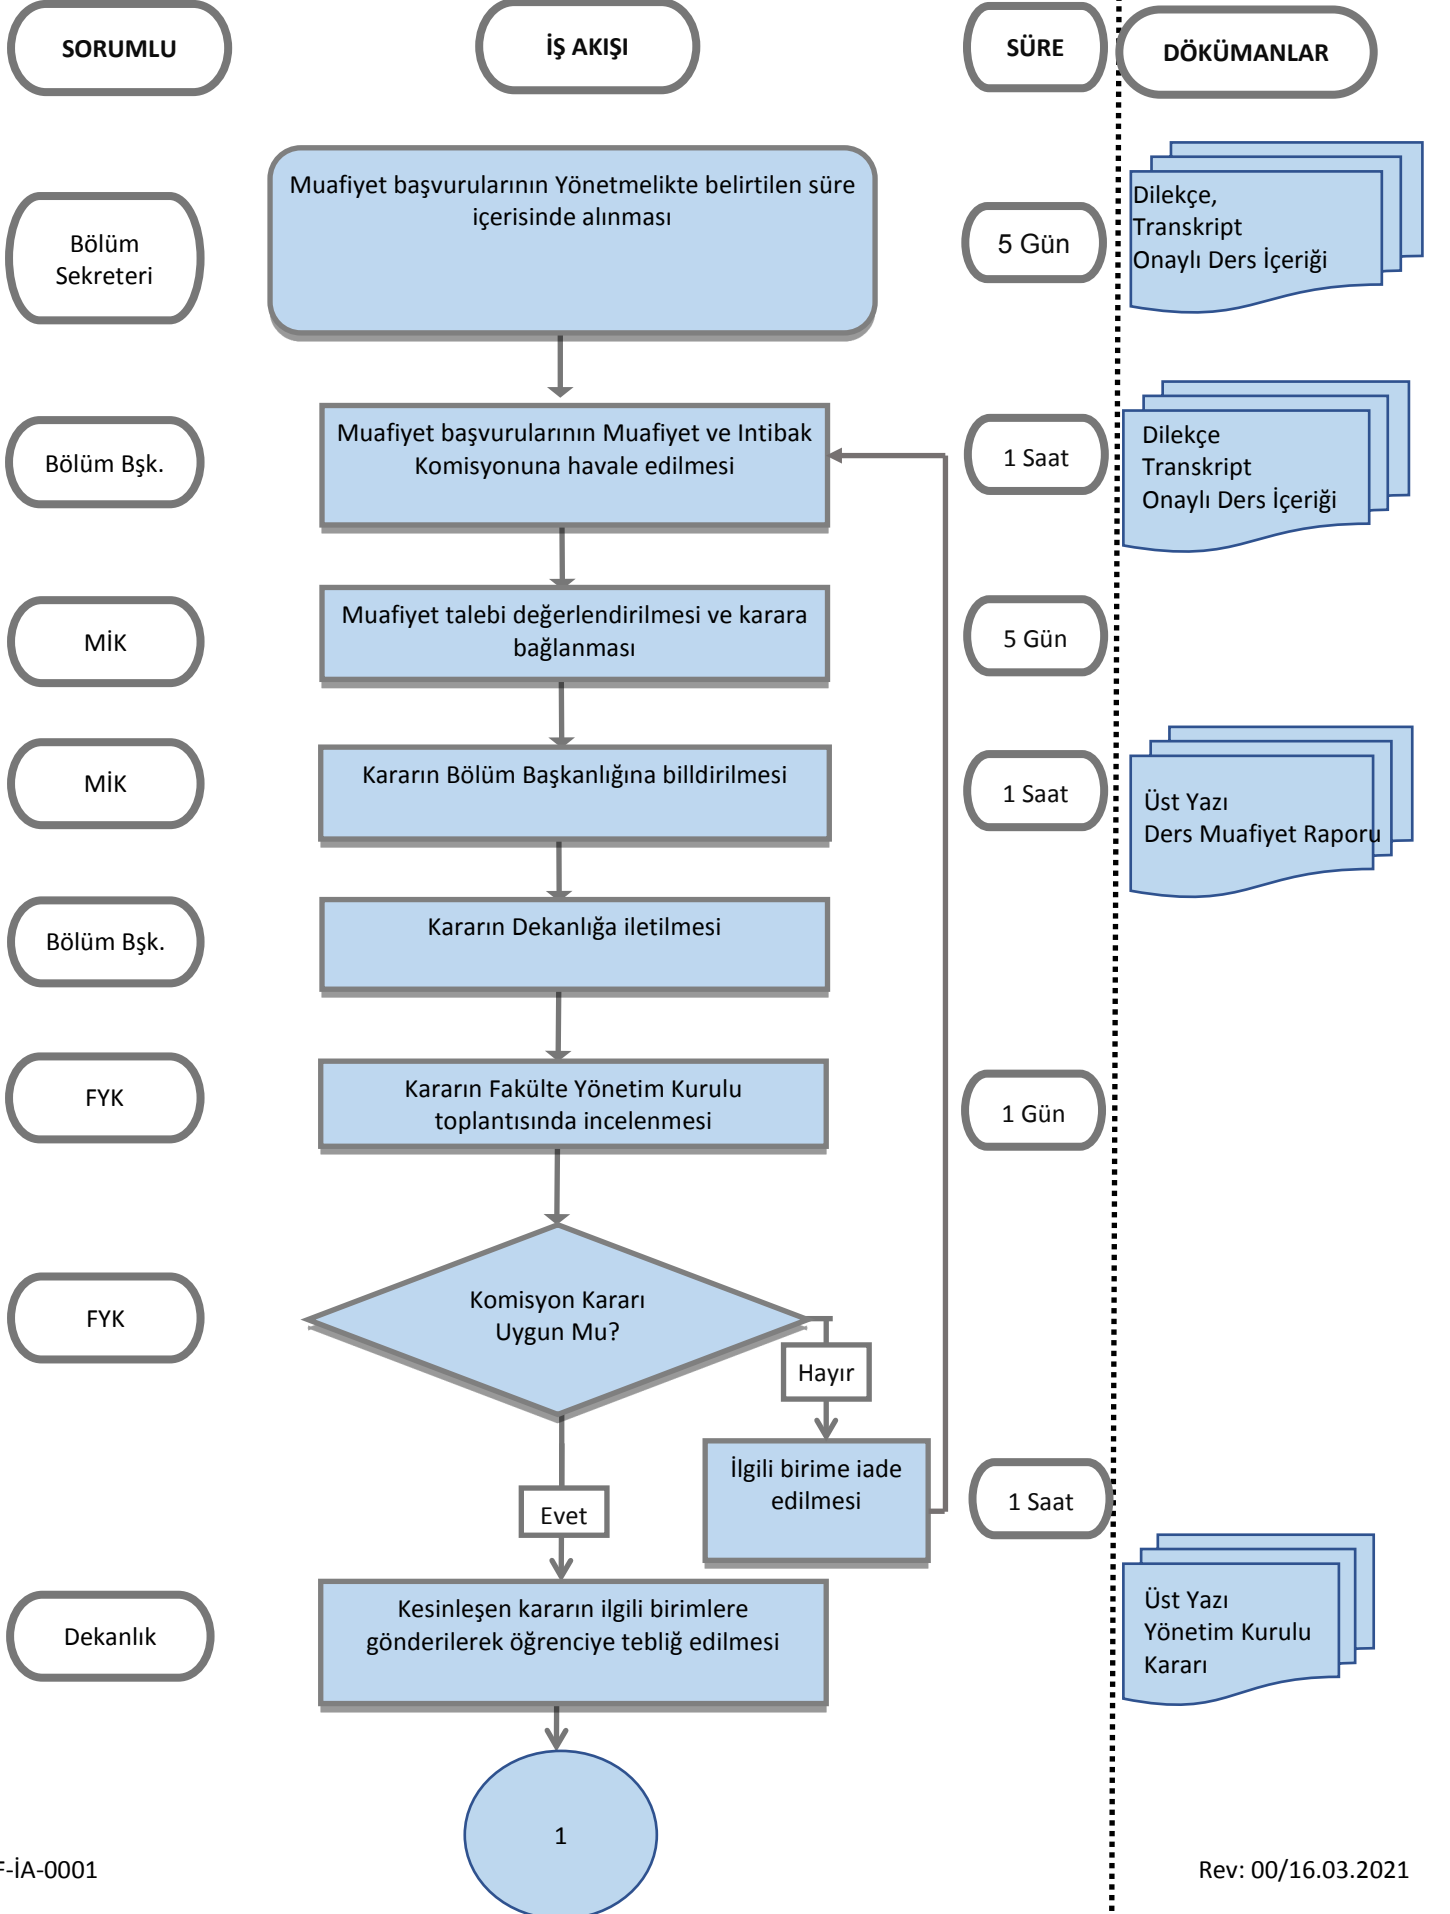 SORUMLU
İŞ AKIŞI
SÜRE
DÖKÜMANLAR
Bölüm
Sekreteri
Muafiyet başvurularının Yönetmelikte belirtilen süre
içerisinde alınması
5 Gün
Dilekçe,
Transkript
Onaylı Ders İçeriği
Bölüm Bşk.
Muafiyet başvurularının Muafiyet ve Intibak
Komisyonuna havale edilmesi
1 Saat
Dilekçe
Transkript
Onaylı Ders İçeriği
MİK
Muafiyet talebi değerlendirilmesi ve karara
bağlanması
5 Gün
MİK
Kararın Bölüm Başkanlığına billdirilmesi
1 Saat
Üst Yazı
Ders Muafiyet Raporu
Bölüm Bşk.
Kararın Dekanlığa iletilmesi
FYK
Kararın Fakülte Yönetim Kurulu
toplantısında incelenmesi
1 Gün
FYK
Komisyon Kararı
Uygun Mu?
Hayır
İlgili birime iade
edilmesi
1 Saat
Evet
Dekanlık
Kesinleşen kararın ilgili birimlere
gönderilerek öğrenciye tebliğ edilmesi
Üst Yazı
Yönetim Kurulu
Kararı
1
F-İA-0001
Rev: 00/16.03.2021